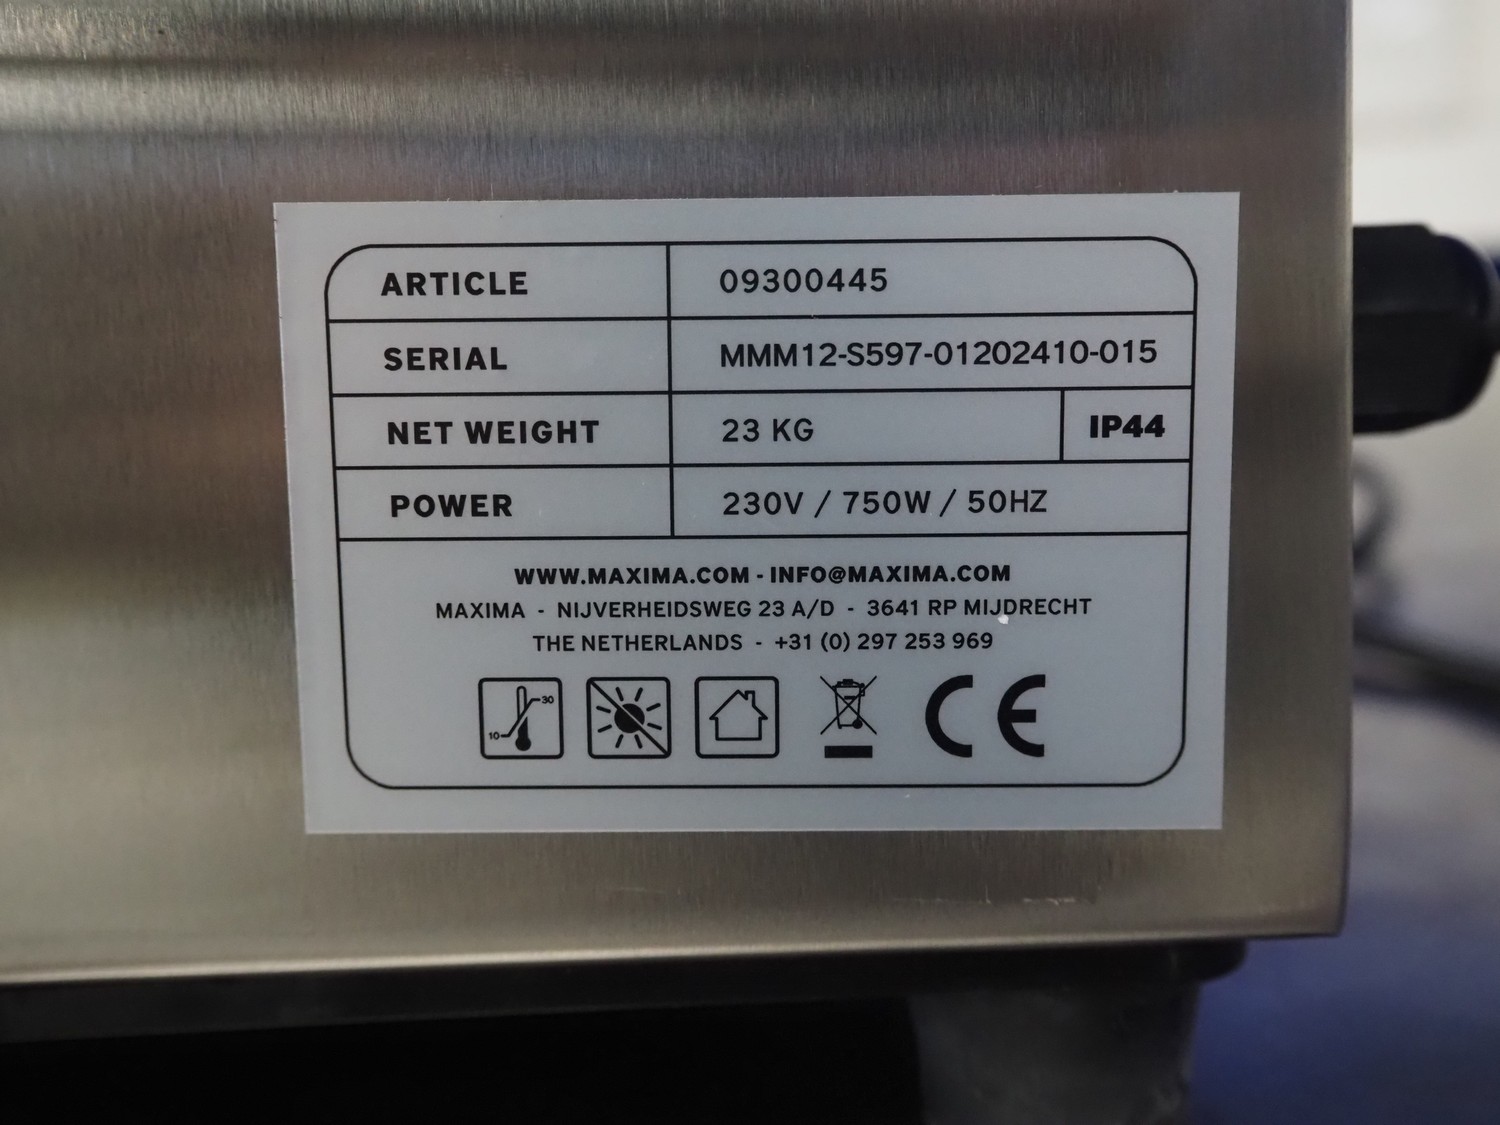 ARTICLE 09300445
SERIAL MMM12-S597-01202410-015
NET WEIGHT 23 KG IP44
POWER 230V / 750W / 50HZ
WWW.MAXIMA.COM - INFO@MAXIMA.COM
MAXIMA - NIJVERHEIDSWEG 23 A/D - 3641 RP MIJDRECHT
THE NETHERLANDS - +31 (0) 297 253 969
30
10
CE